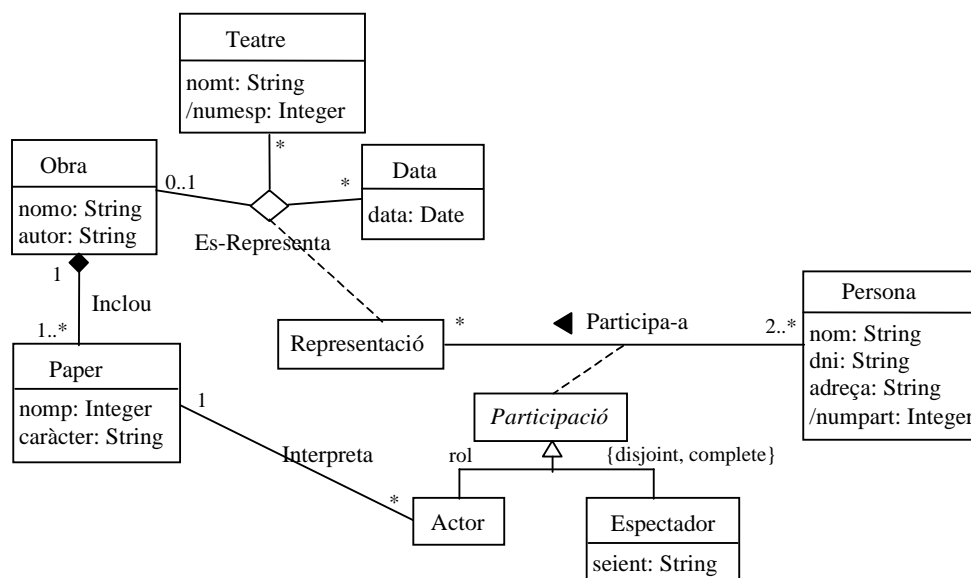 Teatre
nomt: String
/numesp: Integer
*
Obra
nomo: String
autor: String
0..1
*
Data
data: Date
Es-Representa
1
Inclou
1..*
Representació
*
Participa-a
2..*
Persona
nom: String
dni: String
adreça: String
/numpart: Integer
Paper
nomp: Integer
caràcter: String
1
Interpreta
*
Participació
rol
{disjoint, complete}
Actor
Espectador
seient: String